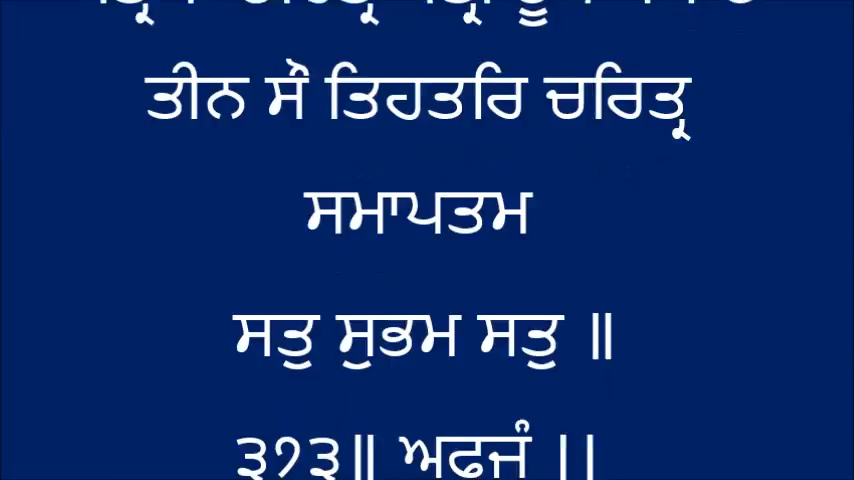 ਤੀਨ ਸੌ ਤਿਹਤਰਿ ਚਰਿਤ੍ਰ
ਸਮਾਪਤਮ
ਸਤੁ ਸੁਭਮ ਸਤੁ ॥
੩੭੩॥ ਅਫਜੰ ।।